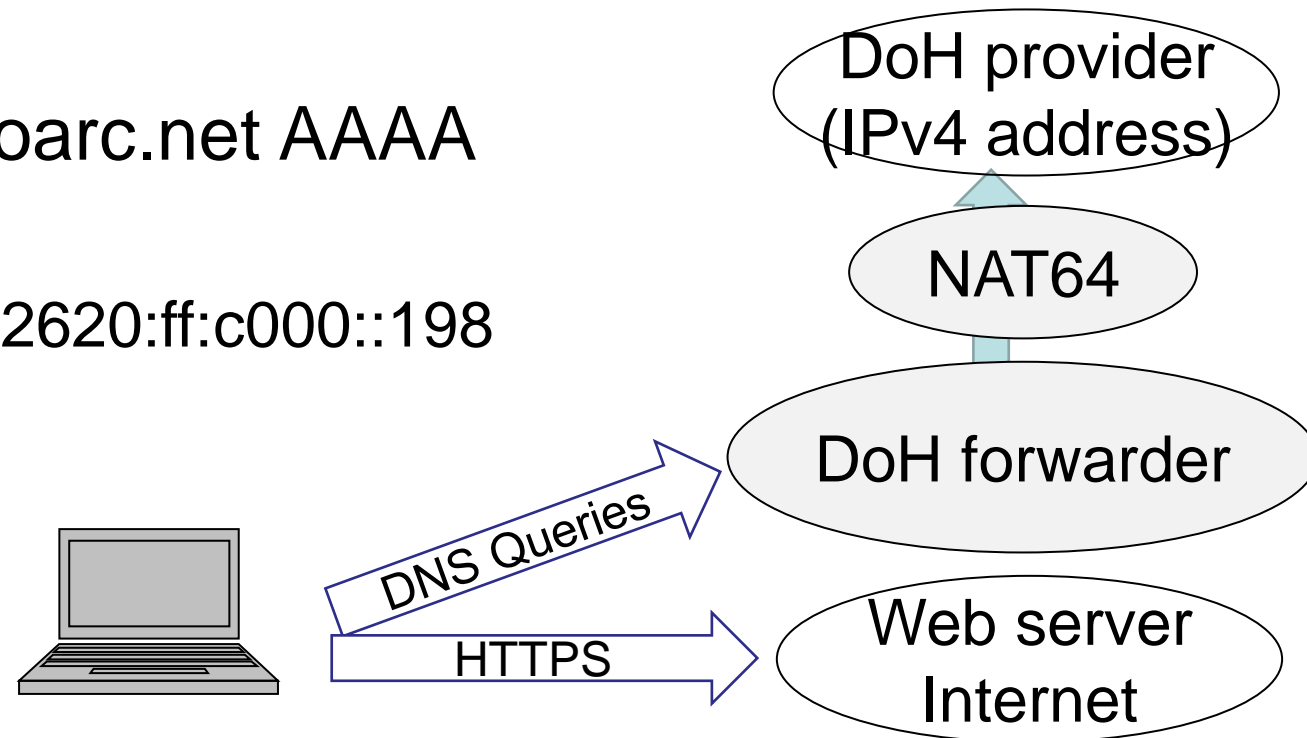 DoH provider
(IPv4 address)
oarc.net AAAA
NAT64
2620:ff:c000::198
DoH forwarder
DNS Queries
HTTPS
Web server
Internet